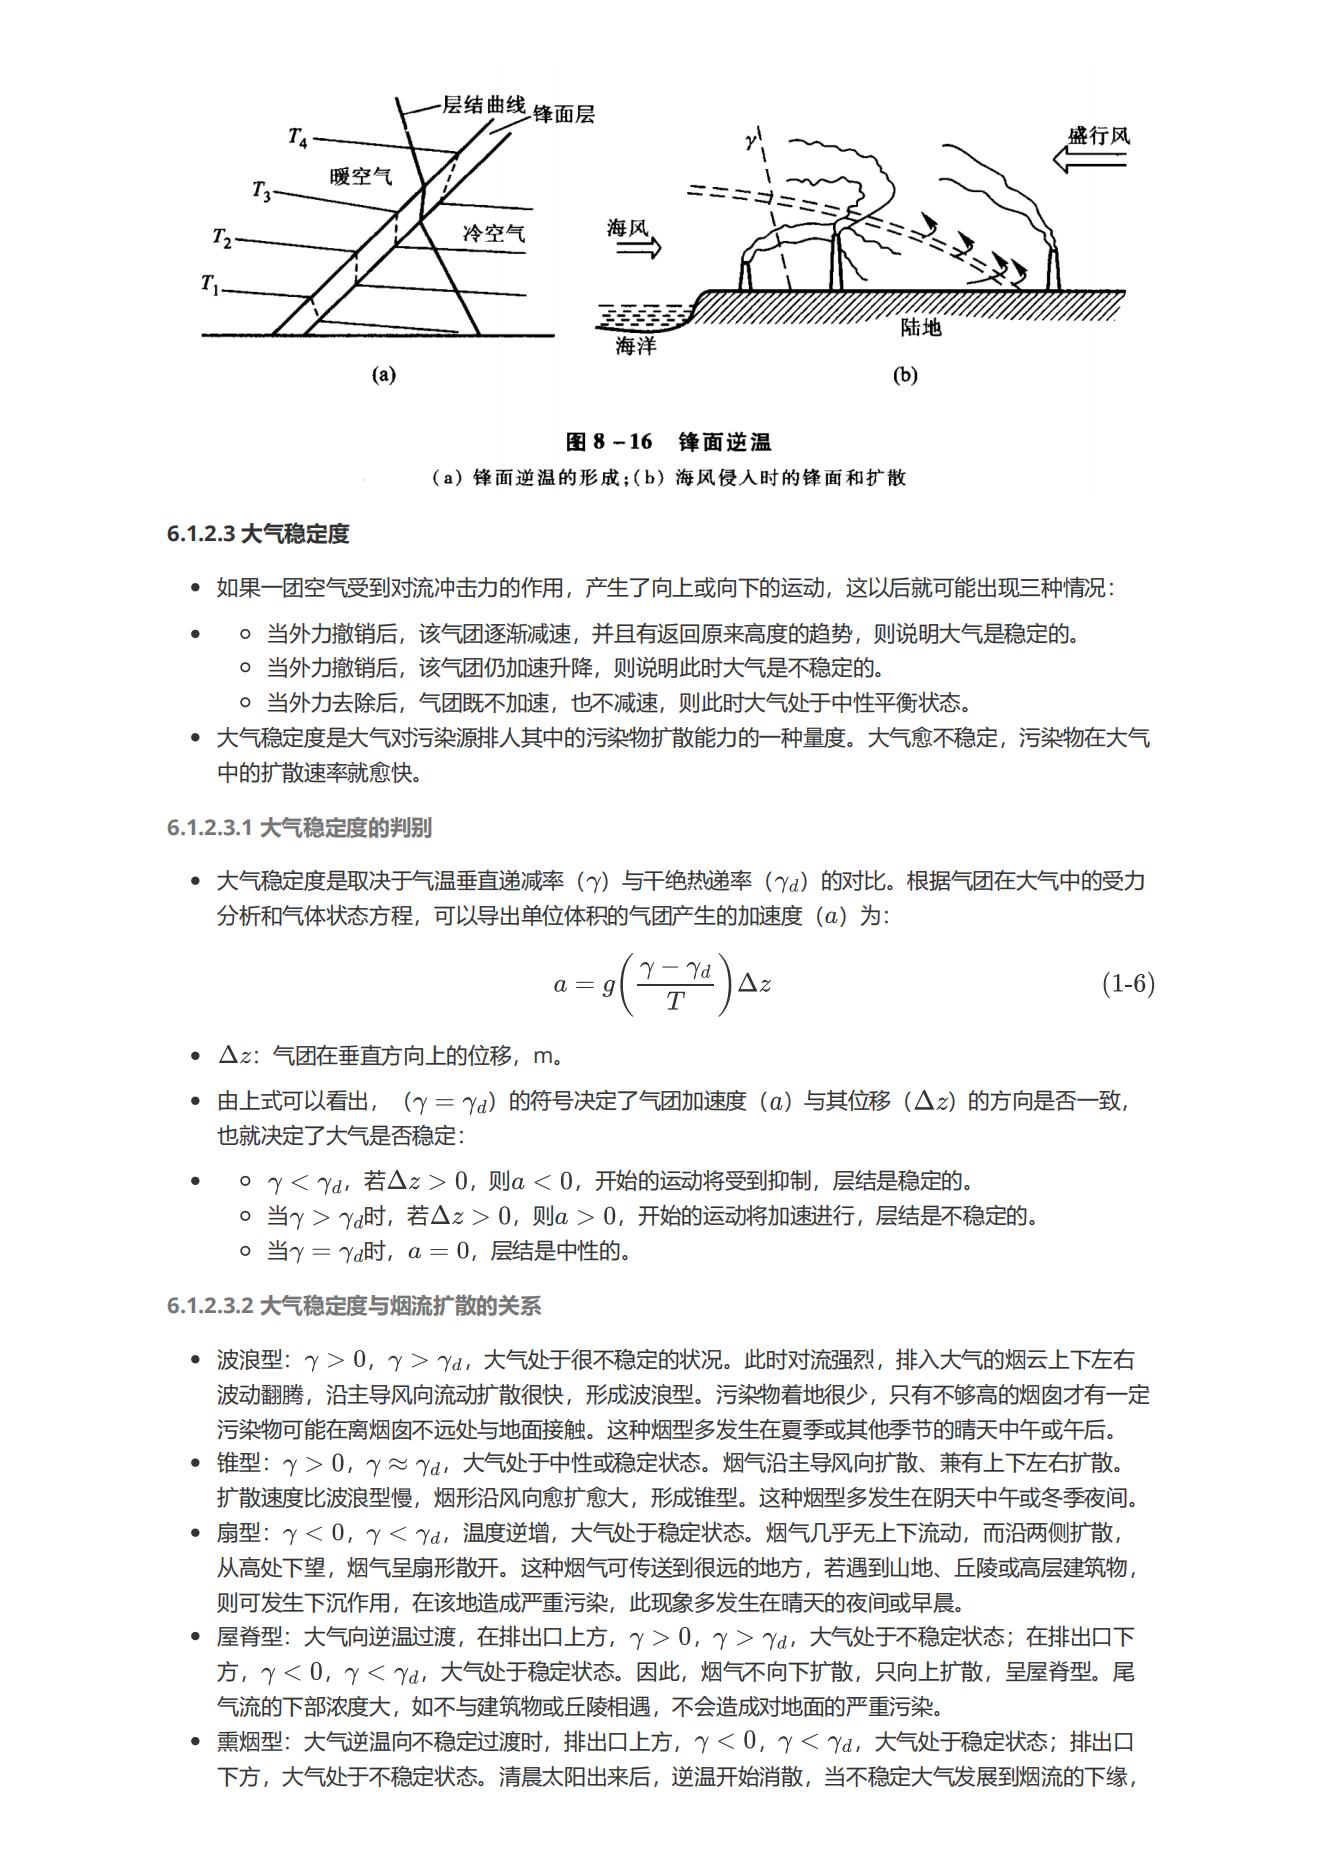 层结曲线
锋面层
T4
暖空气
T3
T2
冷空气
T1
(a)
γ
盛行风
海风
陆地
海洋
(b)
图 8-16 锋面逆温
(a) 锋面逆温的形成;(b) 海风侵入时的锋面和扩散
6.1.2.3 大气稳定度
如果一团空气受到对流冲击力的作用，产生了向上或向下的运动，这以后就可能出现三种情况：
当外力撤销后，该气团逐渐减速，并且有返回原来高度的趋势，则说明大气是稳定的。
当外力撤销后，该气团仍加速升降，则说明此时大气是不稳定的。
当外力去除后，气团既不加速，也不减速，则此时大气处于中性平衡状态。
大气稳定度是大气对污染源排人其中的污染物扩散能力的一种量度。大气愈不稳定，污染物在大气
中的扩散速率就愈快。
6.1.2.3.1 大气稳定度的判别
大气稳定度是取决于气温垂直递减率（γ）与干绝热递率（γd）的对比。根据气团在大气中的受力
分析和气体状态方程，可以导出单位体积的气团产生的加速度（a）为：
a = g((γ − γd)/T)Δz (1-6)
Δz：气团在垂直方向上的位移，m。
由上式可以看出，（γ = γd）的符号决定了气团加速度（a）与其位移（Δz）的方向是否一致，
也就决定了大气是否稳定：
γ < γd，若Δz > 0，则a < 0，开始的运动将受到抑制，层结是稳定的。
当γ > γd时，若Δz > 0，则a > 0，开始的运动将加速进行，层结是不稳定的。
当γ = γd时，a = 0，层结是中性的。
6.1.2.3.2 大气稳定度与烟流扩散的关系
波浪型：γ > 0，γ > γd，大气处于很不稳定的状况。此时对流强烈，排入大气的烟云上下左右
波动翻腾，沿主导风向流动扩散很快，形成波浪型。污染物着地很少，只有不够高的烟囱才有一定
污染物可能在离烟囱不远处与地面接触。这种烟型多发生在夏季或其他季节的晴天中午或午后。
锥型：γ > 0，γ ≈ γd，大气处于中性或稳定状态。烟气沿主导风向扩散、兼有上下左右扩散。
扩散速度比波浪型慢，烟形沿风向愈扩愈大，形成锥型。这种烟型多发生在阴天中午或冬季夜间。
扇型：γ < 0，γ < γd，温度逆增，大气处于稳定状态。烟气几乎无上下流动，而沿两侧扩散，
从高处下望，烟气呈扇形散开。这种烟气可传送到很远的地方，若遇到山地、丘陵或高层建筑物，
则可发生下沉作用，在该地造成严重污染，此现象多发生在晴天的夜间或早晨。
屋脊型：大气向逆温过渡，在排出口上方，γ > 0，γ > γd，大气处于不稳定状态；在排出口下
方，γ < 0，γ < γd，大气处于稳定状态。因此，烟气不向下扩散，只向上扩散，呈屋脊型。尾
气流的下部浓度大，如不与建筑物或丘陵相遇，不会造成对地面的严重污染。
熏烟型：大气逆温向不稳定过渡时，排出口上方，γ < 0，γ < γd，大气处于稳定状态；排出口
下方，大气处于不稳定状态。清晨太阳出来后，逆温开始消散，当不稳定大气发展到烟流的下缘，